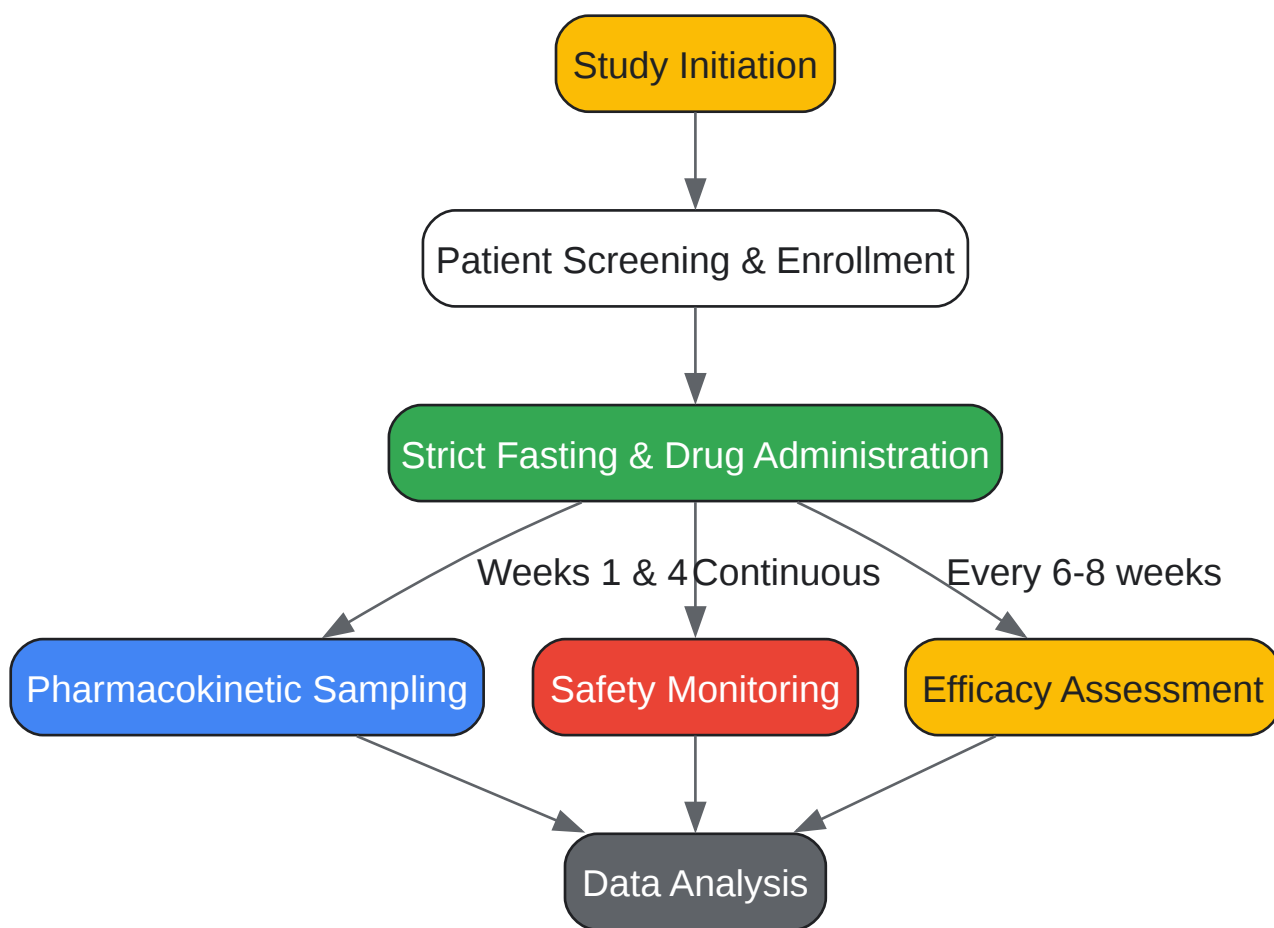 Study Initiation
Patient Screening & Enrollment
Strict Fasting & Drug Administration
Weeks 1 & 4
Continuous
Every 6-8 weeks
Pharmacokinetic Sampling
Safety Monitoring
Efficacy Assessment
Data Analysis